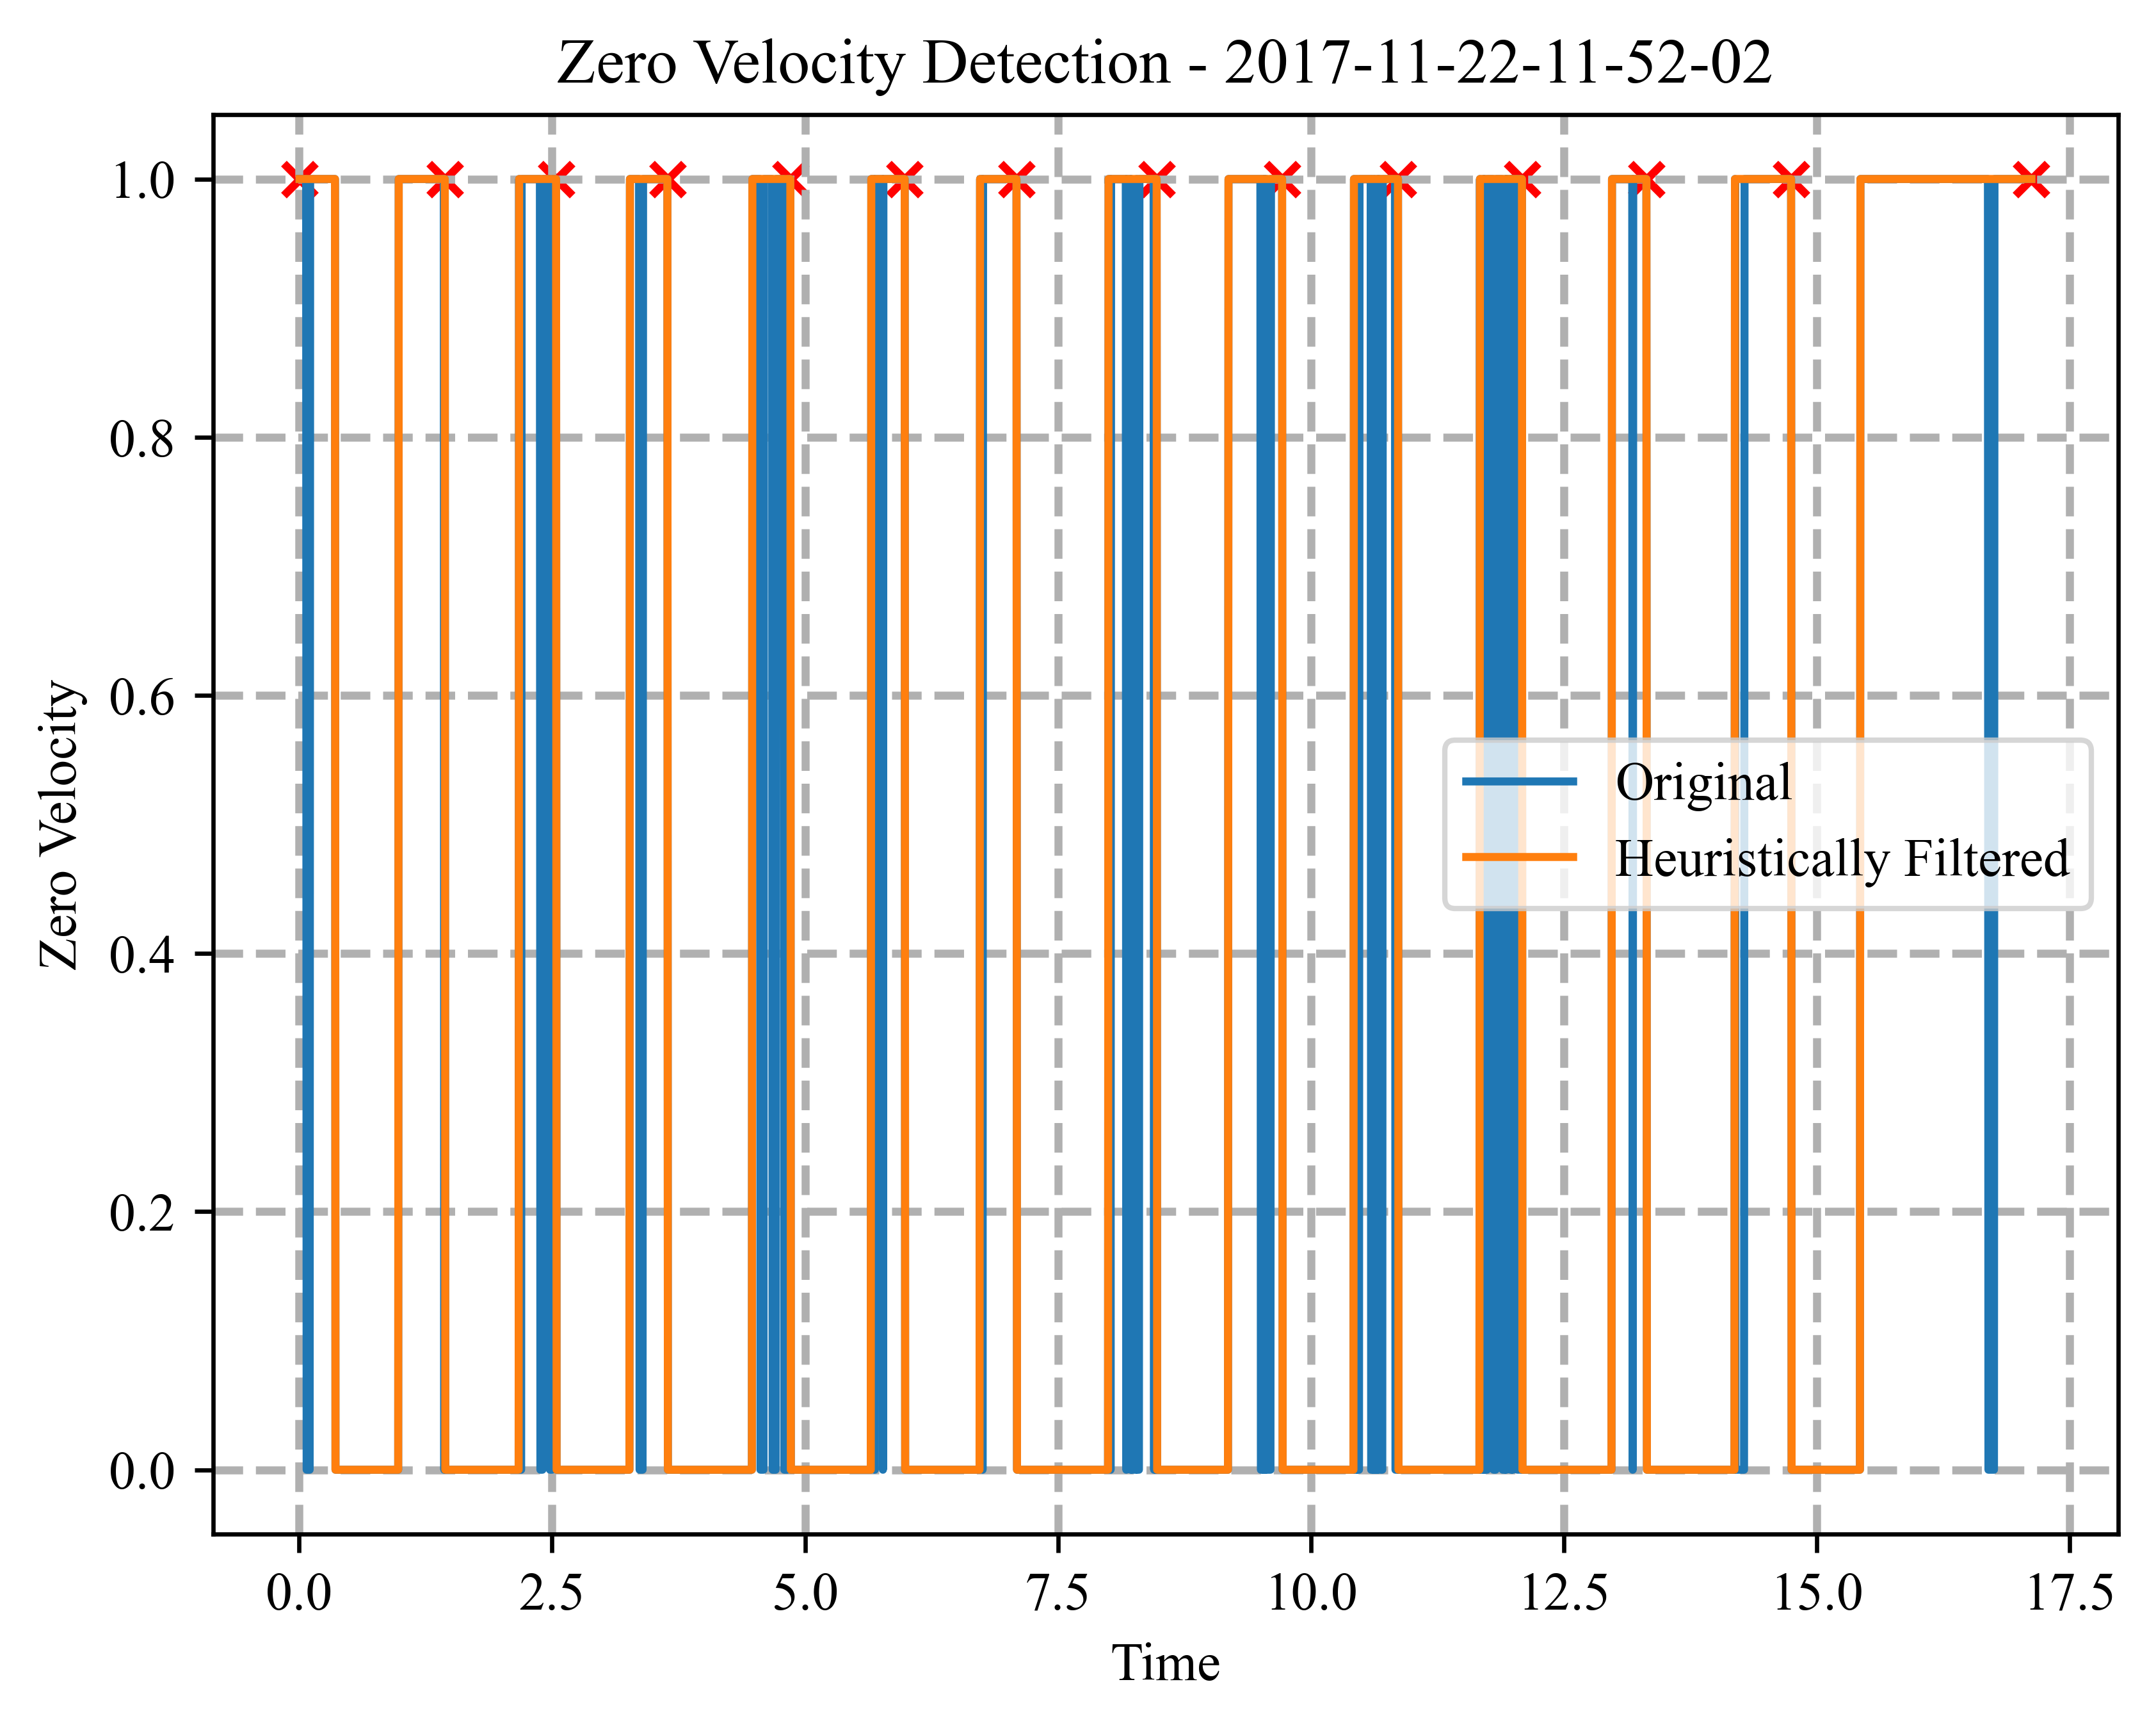 Zero Velocity Detection - 2017-11-22-11-52-02
1.0
0.8
0.6
0.4
0.2
0.0
Zero Velocity
Original
Heuristically Filtered
0.0 2.5 5.0 7.5 10.0 12.5 15.0 17.5
Time